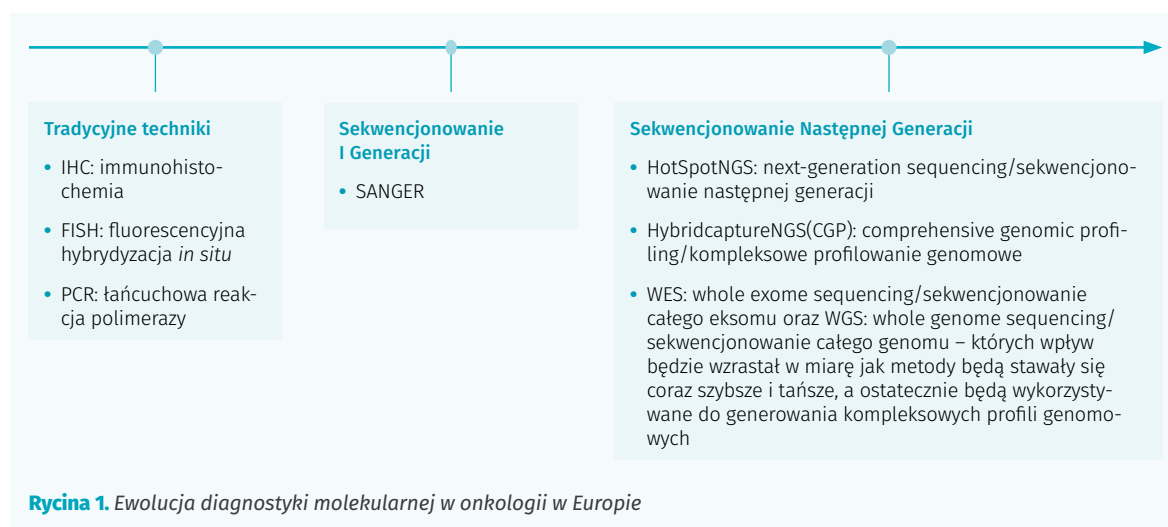 Tradycyjne techniki
• IHC: immunohisto-
chemia
• FISH: fluorescencyjna
hybrydyzacja in situ
• PCR: łańcuchowa reak-
cja polimerazy
Sekwencjonowanie
I Generacji
• SANGER
Sekwencjonowanie Następnej Generacji
• HotSpotNGS: next-generation sequencing/sekwencjono-
wanie następnej generacji
• HybridcaptureNGS(CGP): comprehensive genomic profi-
ling/kompleksowe profilowanie genomowe
• WES: whole exome sequencing/sekwencjonowanie
całego eksomu oraz WGS: whole genome sequencing/
sekwencjonowanie całego genomu – których wpływ
będzie wzrastał w miarę jak metody będą stawały się
coraz szybsze i tańsze, a ostatecznie będą wykorzysty-
wane do generowania kompleksowych profili genomo-
wych
Rycina 1. Ewolucja diagnostyki molekularnej w onkologii w Europie